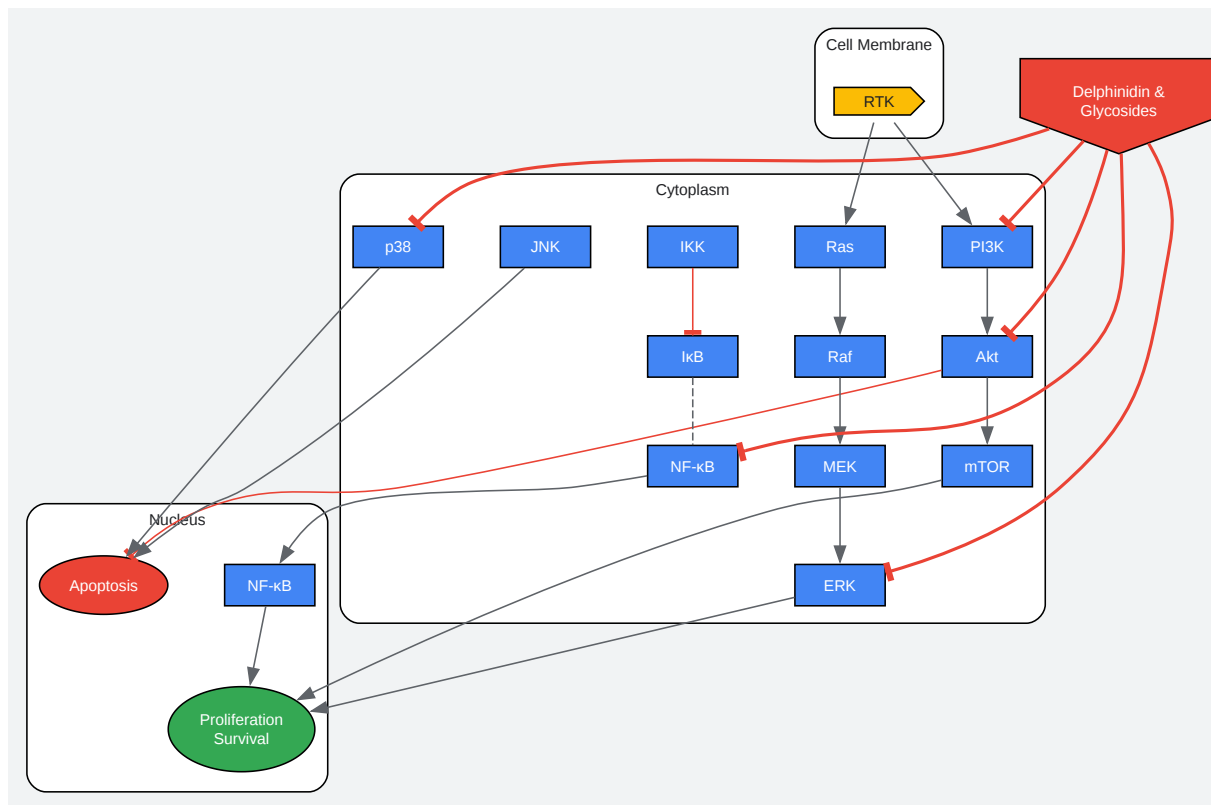 Cell Membrane
RTK
Delphinidin &
Glycosides
Cytoplasm
p38
JNK
IKK
Ras
PI3K
IκB
Raf
Akt
NF-κB
MEK
mTOR
Nucleus
Apoptosis
NF-κB
ERK
Proliferation
Survival